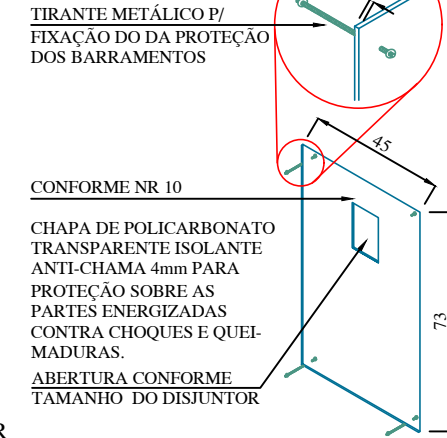 TIRANTE METÁLICO P/
FIXAÇÃO DO DA PROTEÇÃO
DOS BARRAMENTOS
45
CONFORME NR 10
CHAPA DE POLICARBONATO
TRANSPARENTE ISOLANTE
ANTI-CHAMA 4mm PARA
PROTEÇÃO SOBRE AS
PARTES ENERGIZADAS
CONTRA CHOQUES E QUEI-
MADURAS.
73
ABERTURA CONFORME
TAMANHO DO DISJUNTOR
R